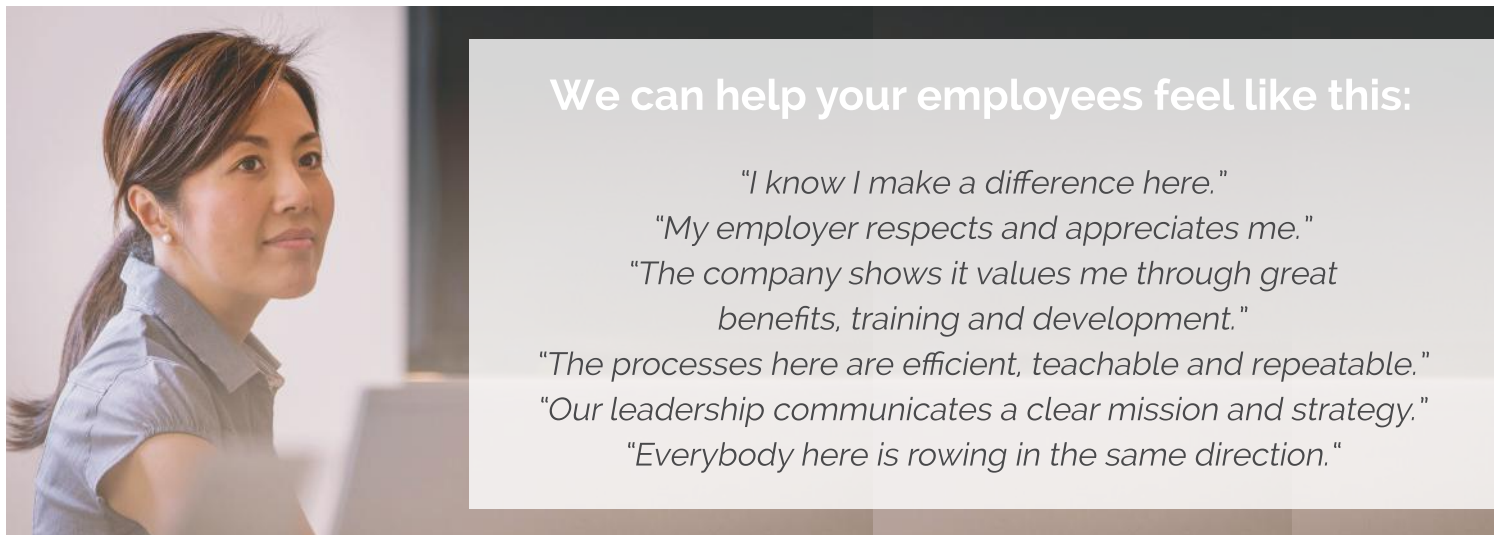 We can help your employees feel like this:
“I know I make a difference here.”
“My employer respects and appreciates me.”
“The company shows it values me through great
benefits, training and development.”
“The processes here are efficient, teachable and repeatable.”
“Our leadership communicates a clear mission and strategy.”
“Everybody here is rowing in the same direction.“